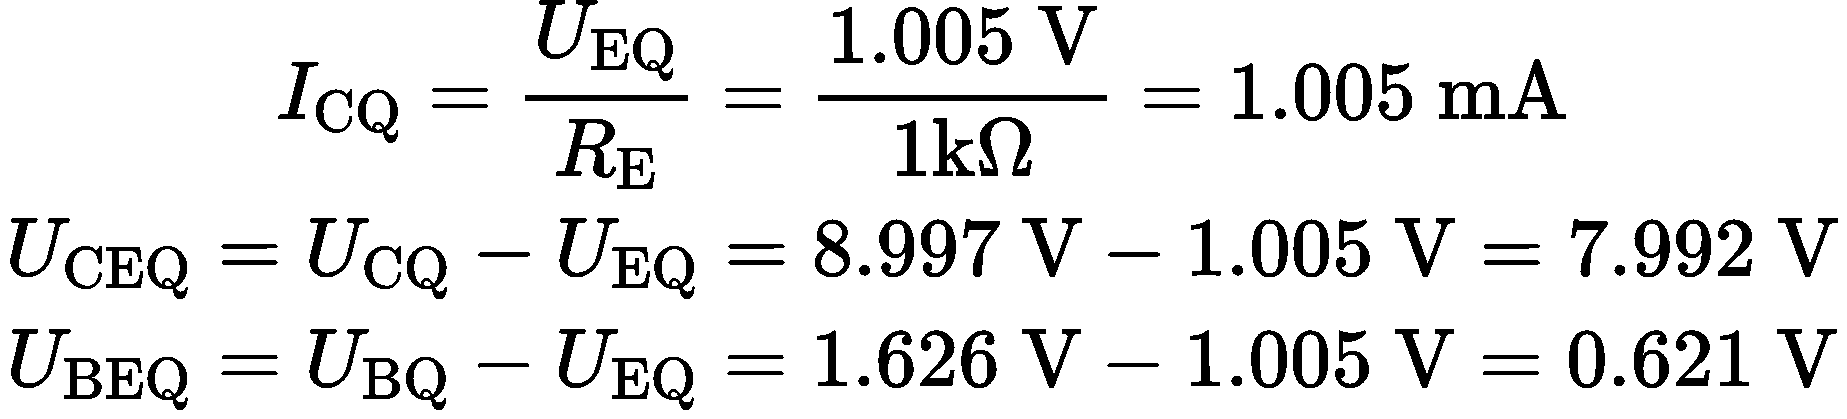 I_CQ = U_EQ / R_E = 1.005 V / 1kΩ = 1.005 mA
U_CEQ = U_CQ − U_EQ = 8.997 V − 1.005 V = 7.992 V
U_BEQ = U_BQ − U_EQ = 1.626 V − 1.005 V = 0.621 V